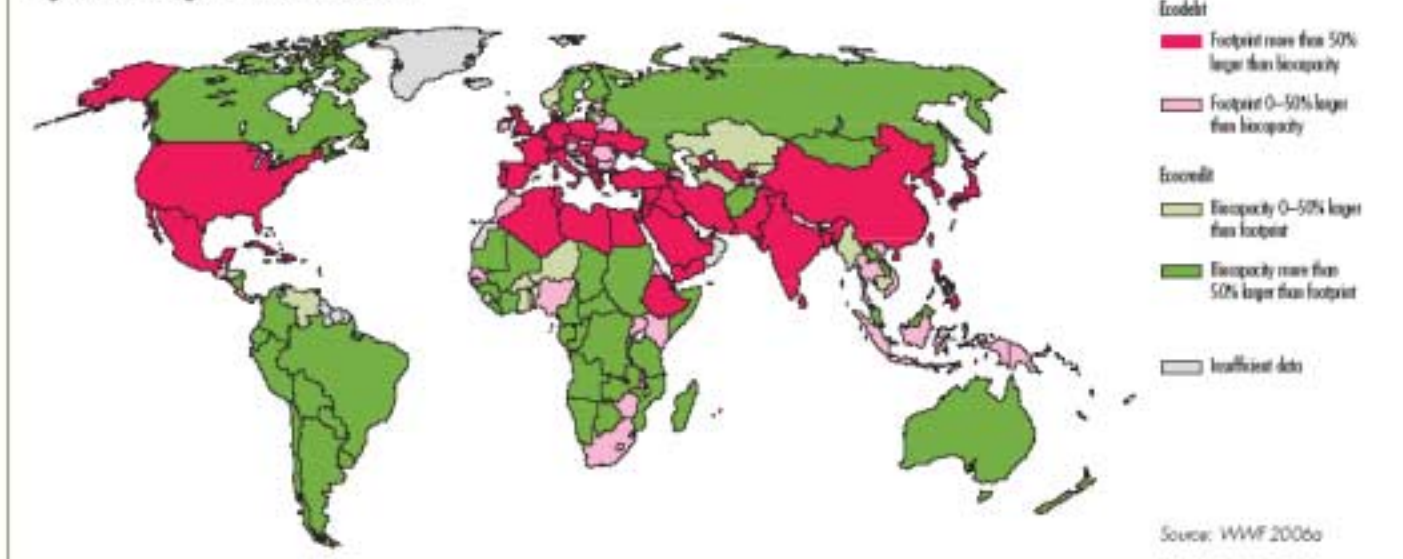 Ecodebt
Footprint more than 50%
larger than biocapacity
Footprint 0–50% larger
than biocapacity
Ecocredit
Biocapacity 0–50% larger
than footprint
Biocapacity more than
50% larger than footprint
Insufficient data
Source: WWF 2006a